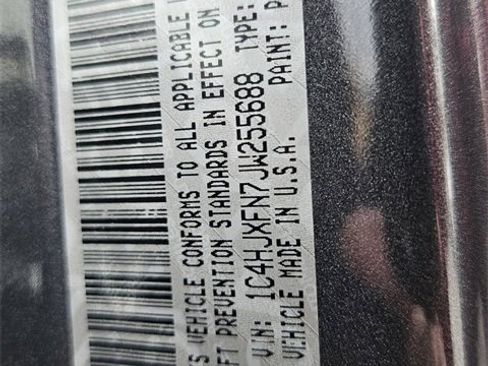 S VEHICLE CONFORMS TO ALL APPLICABLE
FT PREVENTION STANDARDS IN EFFECT ON
VIN: 1C4HJXFN7JW255688 TYPE:
VEHICLE MADE IN U.S.A. PAINT: P